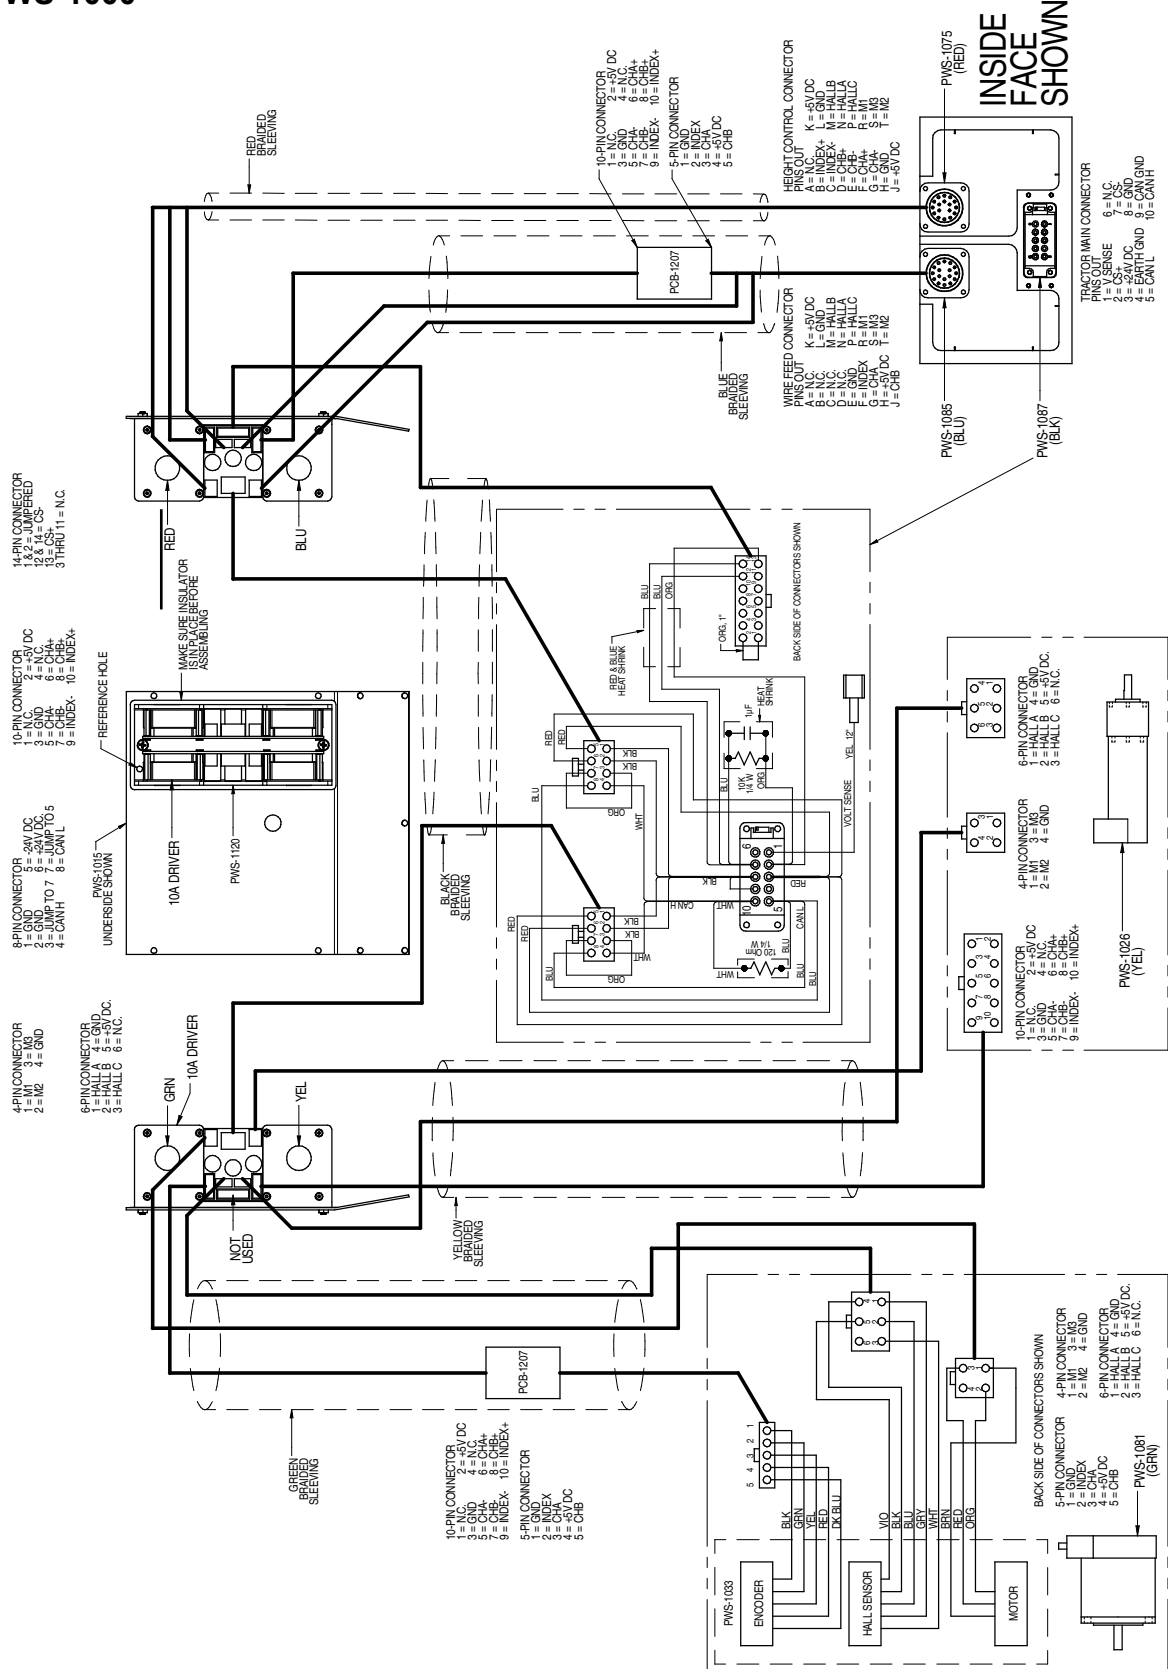 WS-1000
INSIDE
FACE
SHOWN
PWS-1075
(RED)
RED
BRAIDED
SLEEVING
10-PIN CONNECTOR
1 = N.C. 2 = +5V DC
3 = GND 4 = N.C.
5 = CHA- 6 = CHA+
7 = CHB- 8 = CHB+
9 = INDEX- 10 = INDEX+
5-PIN CONNECTOR
1 = GND
2 = INDEX
3 = CHA
4 = +5V DC
5 = CHB
PCB-1207
HEIGHT CONTROL CONNECTOR
PINS OUT
A = N.C. K = +5V DC
B = INDEX+ L = GND
C = INDEX- M = HALLB
D = CHB+ N = HALLA
E = CHB- P = HALLC
F = CHA+ R = M1
G = CHA- S = M3
H = GND T = M2
J = +5V DC
WIRE FEED CONNECTOR
PINS OUT
A = N.C. K = +5V DC
B = N.C. L = GND
C = N.C. M = HALLB
D = N.C. N = HALLA
E = GND P = HALLC
F = INDEX R = M1
G = CHA S = M3
H = +5V DC T = M2
J = CHB
BLUE
BRAIDED
SLEEVING
TRACTOR MAIN CONNECTOR
PINS OUT
1 = V SENSE 6 = N.C.
2 = CS+ 7 = CS-
3 = +24V DC 8 = GND
4 = EARTH GND 9 = CAN GND
5 = CAN L 10 = CAN H
PWS-1085
(BLU)
PWS-1087
(BLK)
14-PIN CONNECTOR
1 & 2 = JUMPERED
12 & 14 = CS-
13 = CS+
3 THRU 11 = N.C.
RED
BLU
10-PIN CONNECTOR
1 = N.C. 2 = +5V DC
3 = GND 4 = N.C.
5 = CHA- 6 = CHA+
7 = CHB- 8 = CHB+
9 = INDEX- 10 = INDEX+
REFERENCE HOLE
MAKE SURE INSULATOR
IS IN PLACE BEFORE
ASSEMBLING
8-PIN CONNECTOR
1 = GND 5 = -24V DC
2 = GND 6 = +24V DC.
3 = JUMP TO 7 7 = JUMP TO 5
4 = CAN H 8 = CAN L
PWS-1015
UNDERSIDE SHOWN
10A DRIVER
PWS-1120
BLACK
BRAIDED
SLEEVING
4-PIN CONNECTOR
1 = M1 3 = M3
2 = M2 4 = GND
6-PIN CONNECTOR
1 = HALL A 4 = GND
2 = HALL B 5 = +5V DC.
3 = HALL C 6 = N.C.
10A DRIVER
GRN
YEL
NOT
USED
BLU
BLU
ORG
RED & BLUE
HEAT SHRINK
ORG, 1"
BACK SIDE OF CONNECTORS SHOWN
RED
RED
BLK
BLK
BLU
ORG
WHT
BLU
10K
1/4 W
ORG
1µF
HEAT
SHRINK
YEL 12"
VOLT SENSE
6
1
10
5
BLK
RED
CAN H
CAN L
WHT
WHT
120 Ohm
1/4 W
BLU
BLU
BLU
RED
RED
BLK
BLK
BLU
ORG
WHT
YELLOW
BRAIDED
SLEEVING
6-PIN CONNECTOR
1 = HALL A 4 = GND
2 = HALL B 5 = +5V DC.
3 = HALL C 6 = N.C.
4-PIN CONNECTOR
1 = M1 3 = M3
2 = M2 4 = GND
10-PIN CONNECTOR
1 = N.C. 2 = +5V DC
3 = GND 4 = N.C.
5 = CHA- 6 = CHA+
7 = CHB- 8 = CHB+
9 = INDEX- 10 = INDEX+
PWS-1026
(YEL)
GREEN
BRAIDED
SLEEVING
PCB-1207
10-PIN CONNECTOR
1 = N.C. 2 = +5V DC
3 = GND 4 = N.C.
5 = CHA- 6 = CHA+
7 = CHB- 8 = CHB+
9 = INDEX- 10 = INDEX+
5-PIN CONNECTOR
1 = GND
2 = INDEX
3 = CHA
4 = +5V DC
5 = CHB
PWS-1033
ENCODER
HALL SENSOR
MOTOR
BLK
GRN
YEL
RED
DK BLU
VIO
BLK
BLU
GRY
WHT
BRN
RED
ORG
BACK SIDE OF CONNECTORS SHOWN
5-PIN CONNECTOR
1 = GND
2 = INDEX
3 = CHA
4 = +5V DC
5 = CHB
4-PIN CONNECTOR
1 = M1 3 = M3
2 = M2 4 = GND
6-PIN CONNECTOR
1 = HALL A 4 = GND
2 = HALL B 5 = +5V DC.
3 = HALL C 6 = N.C.
PWS-1081
(GRN)